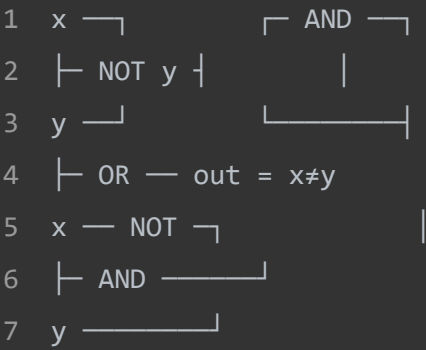 1 x ──┐ ┌─ AND ──┐
2 ├─ NOT y ┤ │
3 y ──┘ └────────┤
4 ├─ OR ── out = x≠y
5 x ── NOT ─┐ │
6 ├─ AND ──────┘
7 y ─────────┘